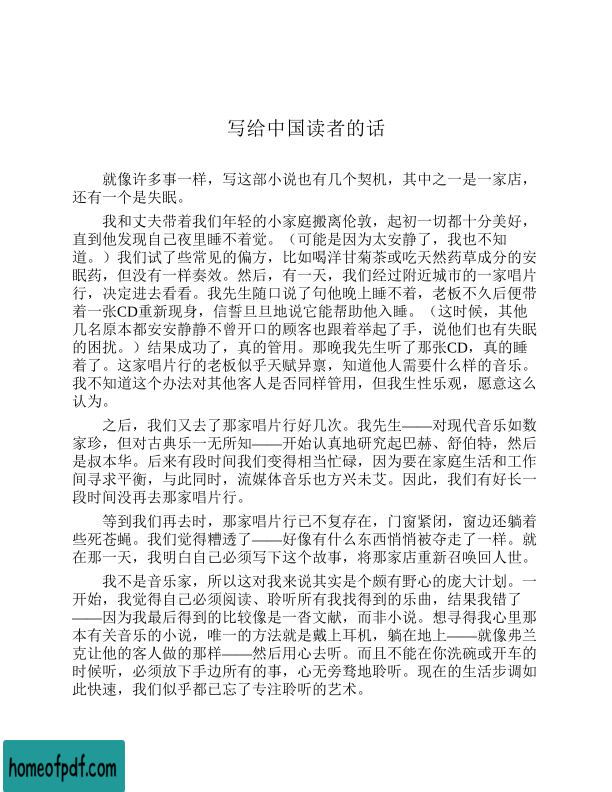 写给中国读者的话
就像许多事一样，写这部小说也有几个契机，其中之一是一家店，
还有一个是失眠。
我和丈夫带着我们年轻的小家庭搬离伦敦，起初一切都十分美好，
直到他发现自己夜里睡不着觉。（可能是因为太安静了，我也不知
道。）我们试了些常见的偏方，比如喝洋甘菊茶或吃天然药草成分的安
眠药，但没有一样奏效。然后，有一天，我们经过附近城市的一家唱片
行，决定进去看看。我先生随口说了句他晚上睡不着，老板不久后便带
着一张CD重新现身，信誓旦旦地说它能帮助他入睡。（这时候，其他
几名原本都安安静静不曾开口的顾客也跟着举起了手，说他们也有失眠
的困扰。）结果成功了，真的管用。那晚我先生听了那张CD，真的睡
着了。这家唱片行的老板似乎天赋异禀，知道他人需要什么样的音乐。
我不知道这个办法对其他客人是否同样管用，但我生性乐观，愿意这么
认为。
之后，我们又去了那家唱片行好几次。我先生——对现代音乐如数
家珍，但对古典乐一无所知——开始认真地研究起巴赫、舒伯特，然后
是叔本华。后来有段时间我们变得相当忙碌，因为要在家庭生活和工作
间寻求平衡，与此同时，流媒体音乐也方兴未艾。因此，我们有好长一
段时间没再去那家唱片行。
等到我们再去时，那家唱片行已不复存在，门窗紧闭，窗边还躺着
些死苍蝇。我们觉得糟透了——好像有什么东西悄悄被夺走了一样。就
在那一天，我明白自己必须写下这个故事，将那家店重新召唤回人世。
我不是音乐家，所以这对我来说其实是个颇有野心的庞大计划。一
开始，我觉得自己必须阅读、聆听所有我找得到的乐曲，结果我错了
——因为我最后得到的比较像是一沓文献，而非小说。想寻得我心里那
本有关音乐的小说，唯一的方法就是戴上耳机，躺在地上——就像弗兰
克让他的客人做的那样——然后用心去听。而且不能在你洗碗或开车的
时候听，必须放下手边所有的事，心无旁骛地聆听。现在的生活步调如
此快速，我们似乎都已忘了专注聆听的艺术。
homeofpdf.com